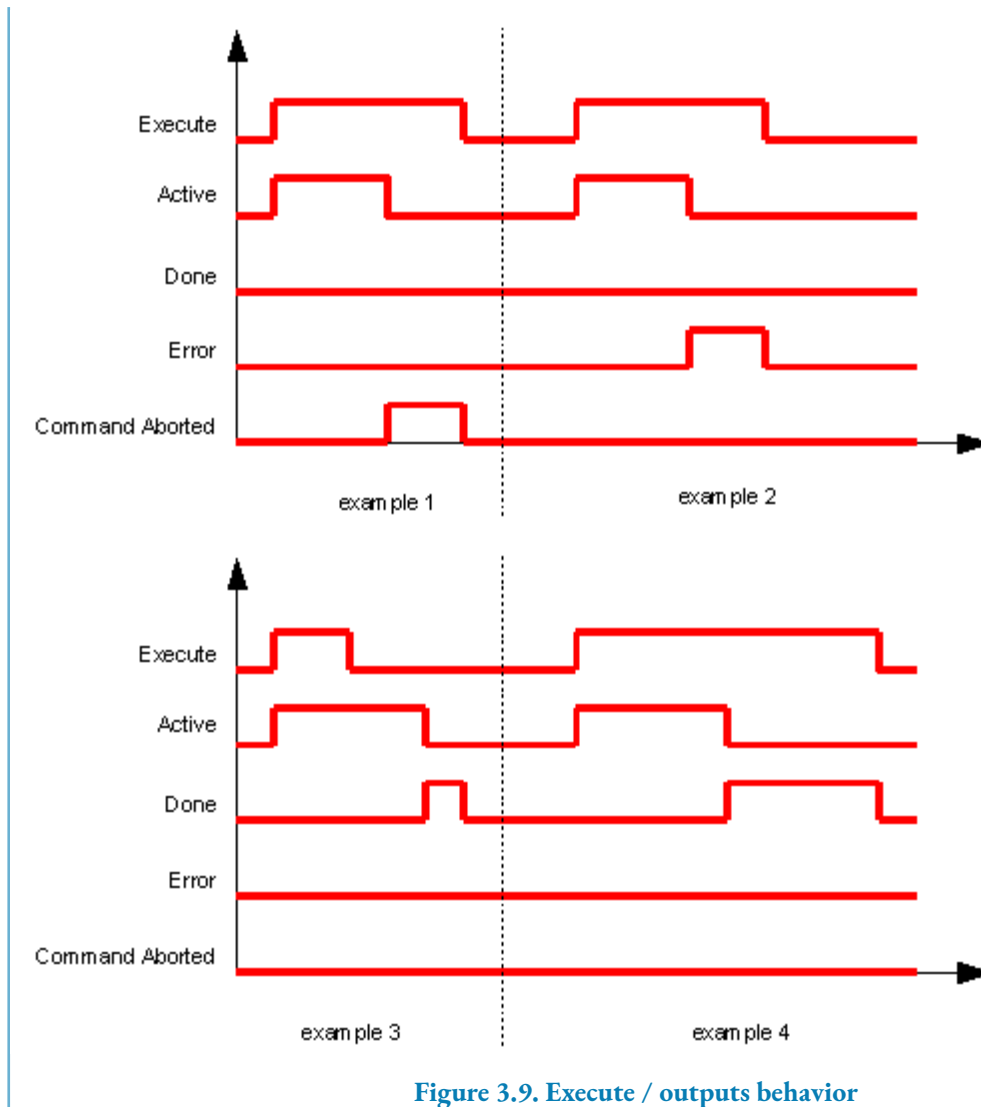 Execute
Active
Done
Error
Command Aborted
example 1
example 2
Execute
Active
Done
Error
Command Aborted
example 3
example 4
Figure 3.9. Execute / outputs behavior